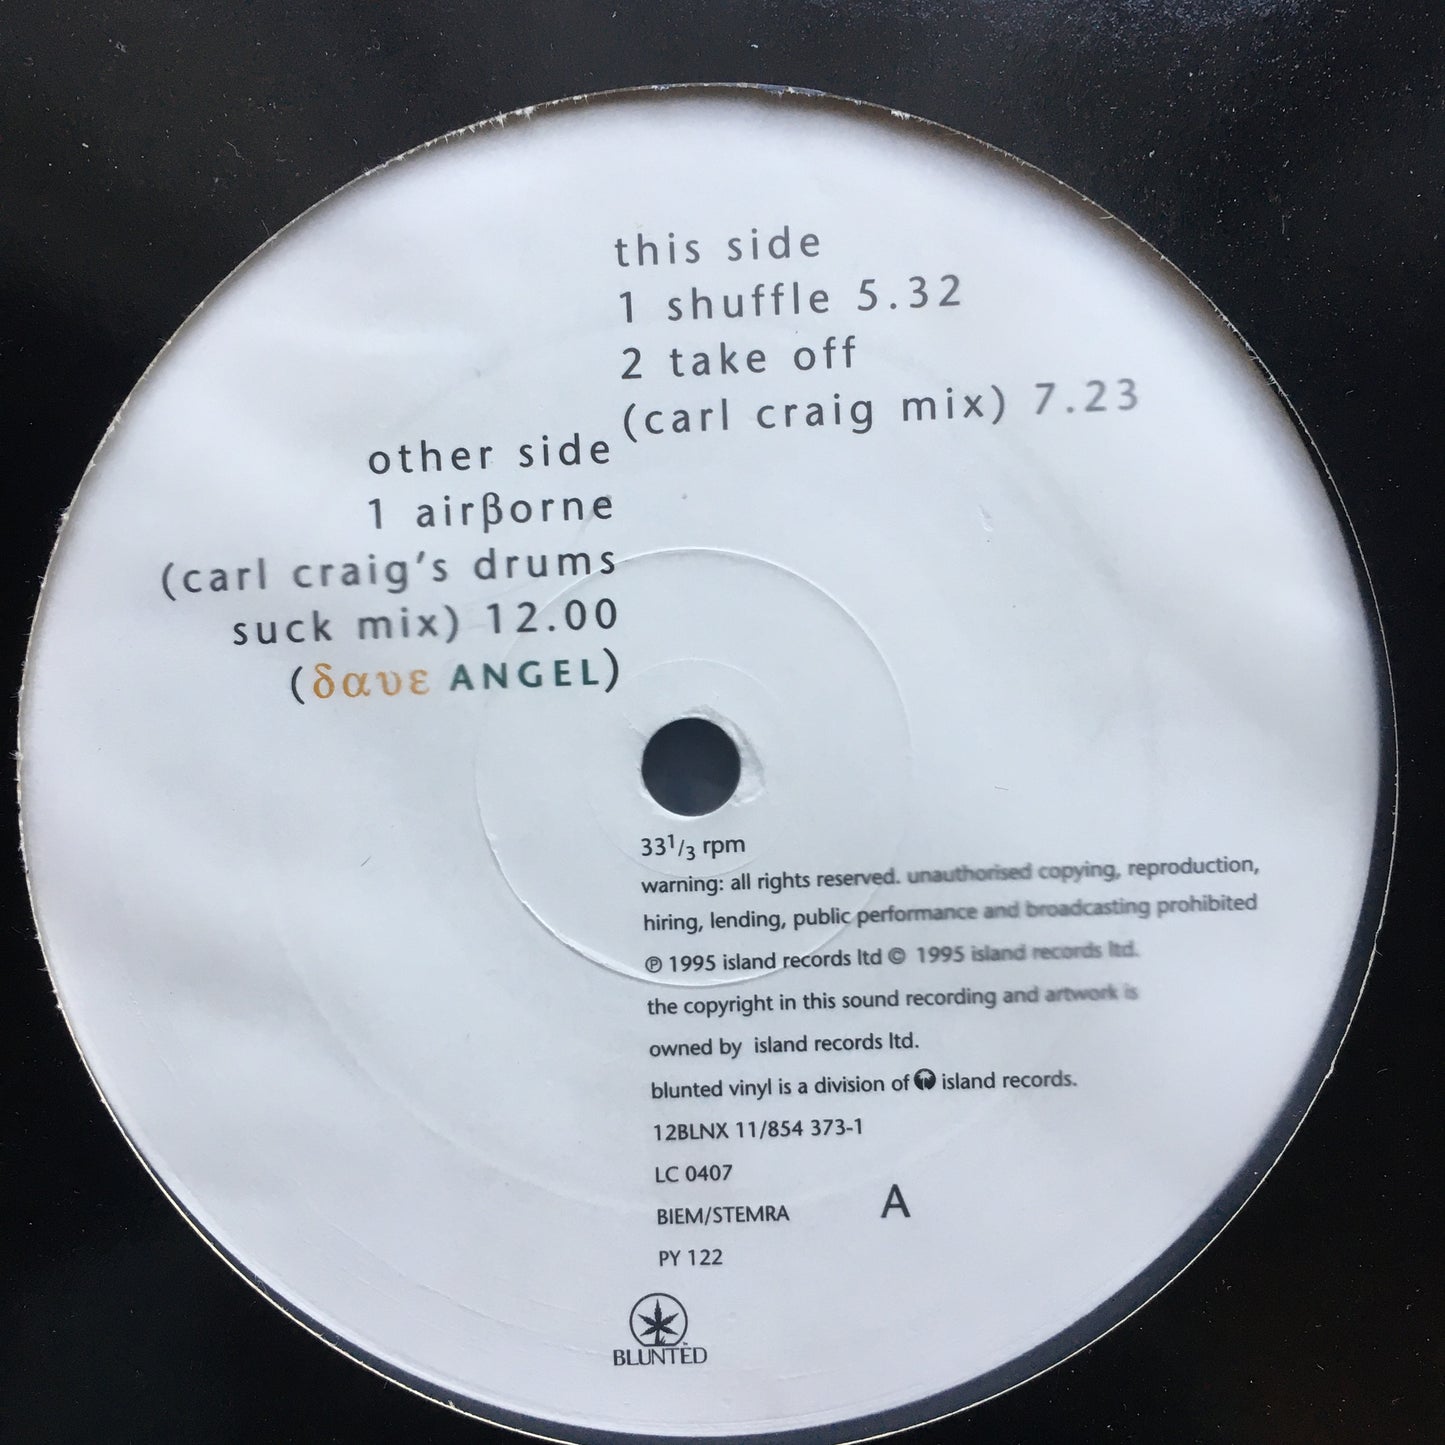 this side
1 shuffle 5.32
2 take off
(carl craig mix) 7.23
other side
1 airβorne
(carl craig's drums
suck mix) 12.00
(δαυε ANGEL)
33 1/3 rpm
warning: all rights reserved. unauthorised copying, reproduction,
hiring, lending, public performance and broadcasting prohibited
℗ 1995 island records ltd © 1995 island records ltd.
the copyright in this sound recording and artwork is
owned by island records ltd.
blunted vinyl is a division of island records.
12BLNX 11/854 373-1
LC 0407
BIEM/STEMRA
A
PY 122
BLUNTED